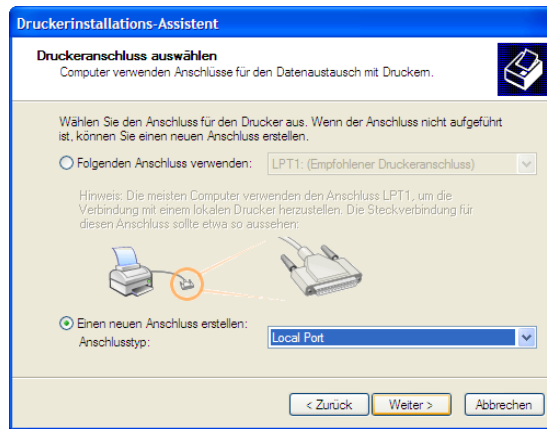 Druckerinstallations-Assistent
Druckeranschluss auswählen
Computer verwenden Anschlüsse für den Datenaustausch mit Druckern.
Wählen Sie den Anschluss für den Drucker aus. Wenn der Anschluss nicht aufgeführt
ist, können Sie einen neuen Anschluss erstellen.
Folgenden Anschluss verwenden: LPT1: (Empfohlener Druckeranschluss)
Hinweis: Die meisten Computer verwenden den Anschluss LPT1, um die
Verbindung mit einem lokalen Drucker herzustellen. Die Steckverbindung für
diesen Anschluss sollte etwa so aussehen:
Einen neuen Anschluss erstellen:
Anschlusstyp: Local Port
< Zurück Weiter > Abbrechen